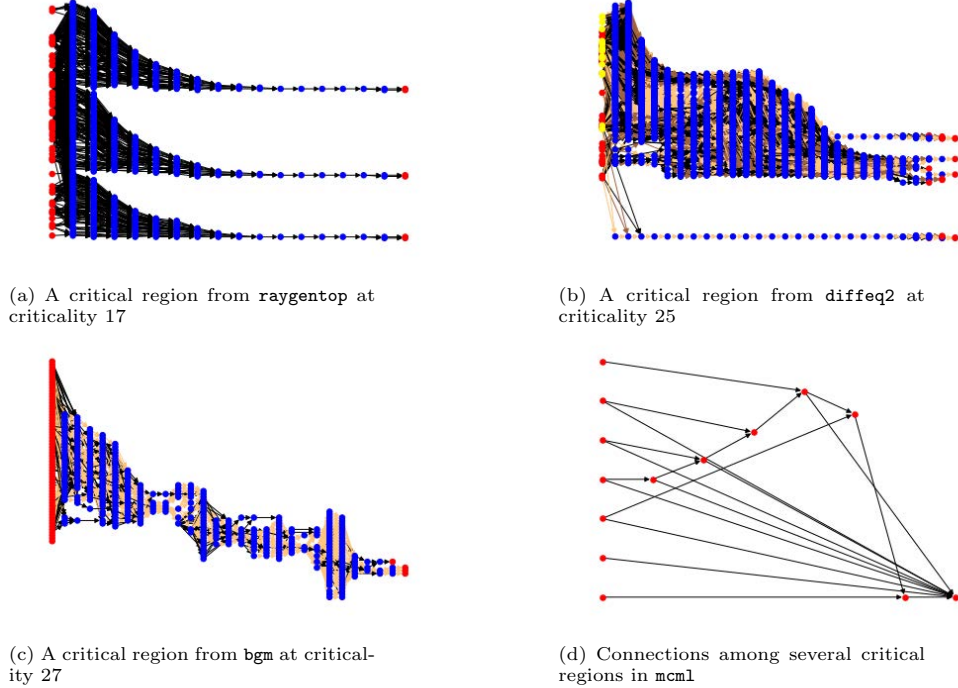 (a) A critical region from raygentop at
criticality 17
(b) A critical region from diffeq2 at
criticality 25
(c) A critical region from bgm at critical-
ity 27
(d) Connections among several critical
regions in mcml